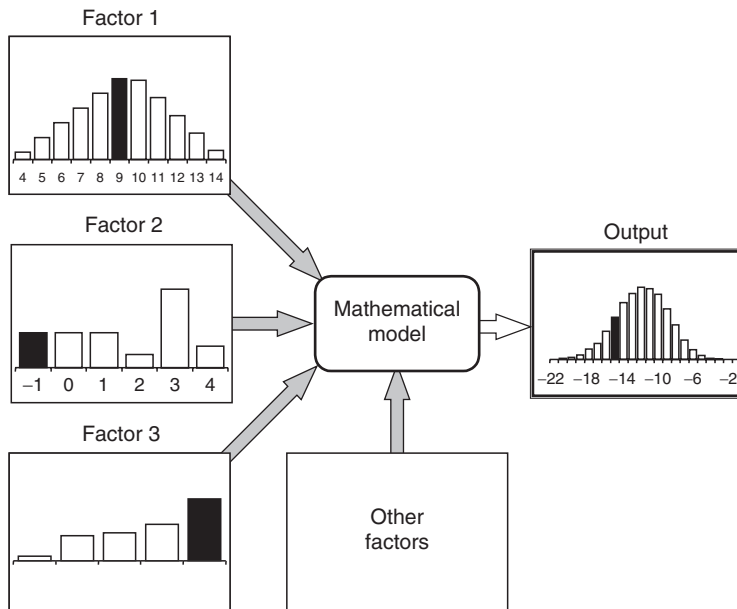 Factor 1
4 5 6 7 8 9 10 11 12 13 14
Factor 2
−1 0 1 2 3 4
Factor 3
Mathematical
model
Other
factors
Output
−22 −18 −14 −10 −6 −2